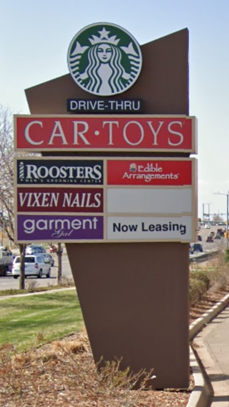 DRIVE-THRU
CAR·TOYS
ROOSTERS
MEN'S GROOMING CENTER
Edible
Arrangements
VIXEN NAILS
garment
Now Leasing